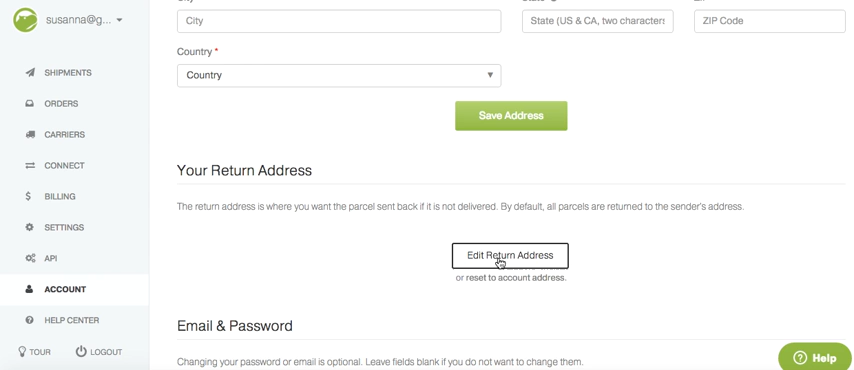 susanna@g...
SHIPMENTS
ORDERS
CARRIERS
CONNECT
BILLING
SETTINGS
API
ACCOUNT
HELP CENTER
TOUR
LOGOUT
City
State (US & CA, two characters
ZIP Code
Country *
Country
Save Address
Your Return Address
The return address is where you want the parcel sent back if it is not delivered. By default, all parcels are returned to the sender's address.
Edit Return Address
or reset to account address.
Email & Password
Changing your password or email is optional. Leave fields blank if you do not want to change them.
Help